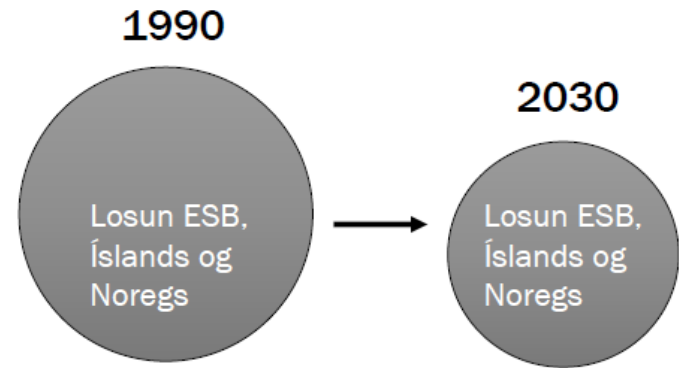 1990
Losun ESB,
Íslands og
Noregs
2030
Losun ESB,
Íslands og
Noregs